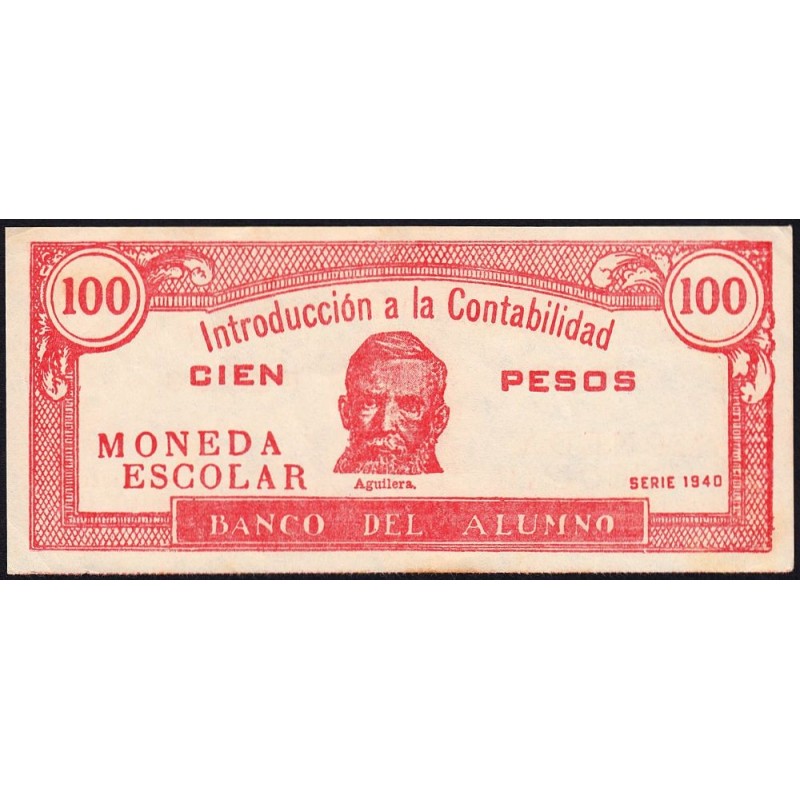 100
100
Introducción a la Contabilidad
CIEN PESOS
MONEDA
ESCOLAR
Aguilera.
SERIE 1940
BANCO DEL ALUMNO